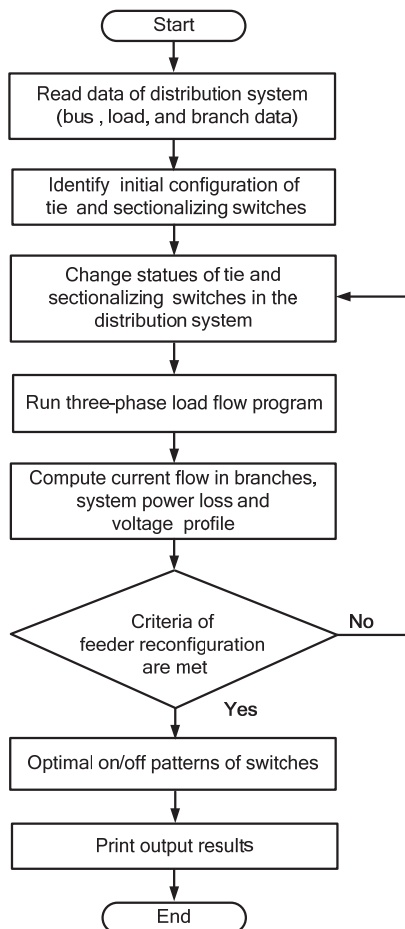 Start
Read data of distribution system
(bus , load, and branch data)
Identify initial configuration of
tie and sectionalizing switches
Change statues of tie and
sectionalizing switches in the
distribution system
Run three-phase load flow program
Compute current flow in branches,
system power loss and
voltage profile
Criteria of
feeder reconfiguration
are met
No
Yes
Optimal on/off patterns of switches
Print output results
End